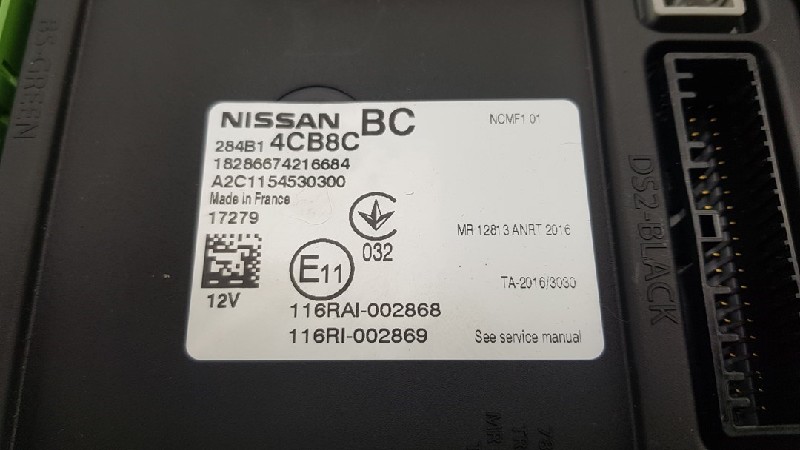 BS-GREEN
NISSAN BC
NCMF1 01
284B1 4CB8C
18286674216684
A2C1154530300
Made in France
17279
032
MR 12813 ANRT 2016
E11
TA-2016/3030
12V
116RAI-002868
116RI-002869
See service manual
DS2-BLACK